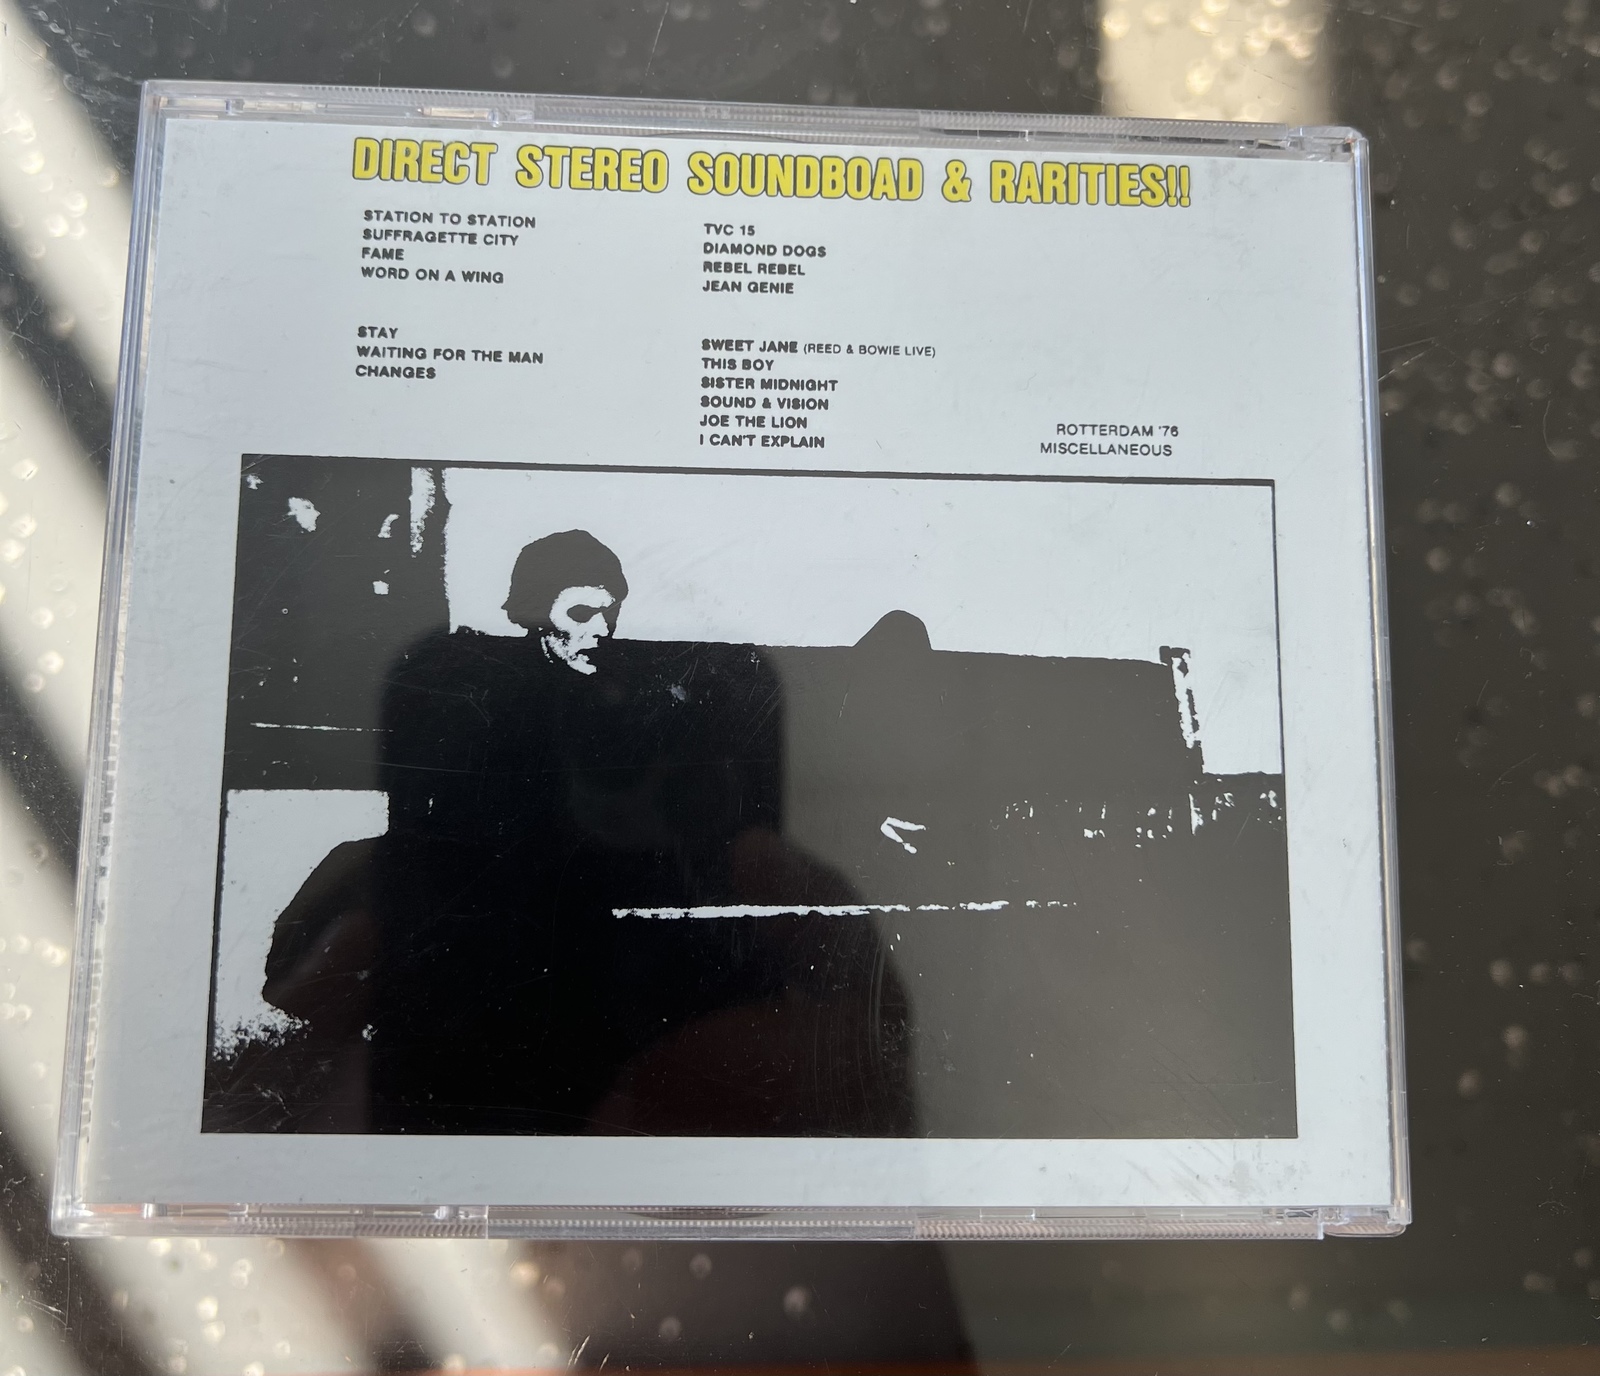 DIRECT STEREO SOUNDBOAD & RARITIES!!
STATION TO STATION
SUFFRAGETTE CITY
FAME
WORD ON A WING
STAY
WAITING FOR THE MAN
CHANGES
TVC 15
DIAMOND DOGS
REBEL REBEL
JEAN GENIE
SWEET JANE (REED & BOWIE LIVE)
THIS BOY
SISTER MIDNIGHT
SOUND & VISION
JOE THE LION
I CAN'T EXPLAIN
ROTTERDAM '76
MISCELLANEOUS